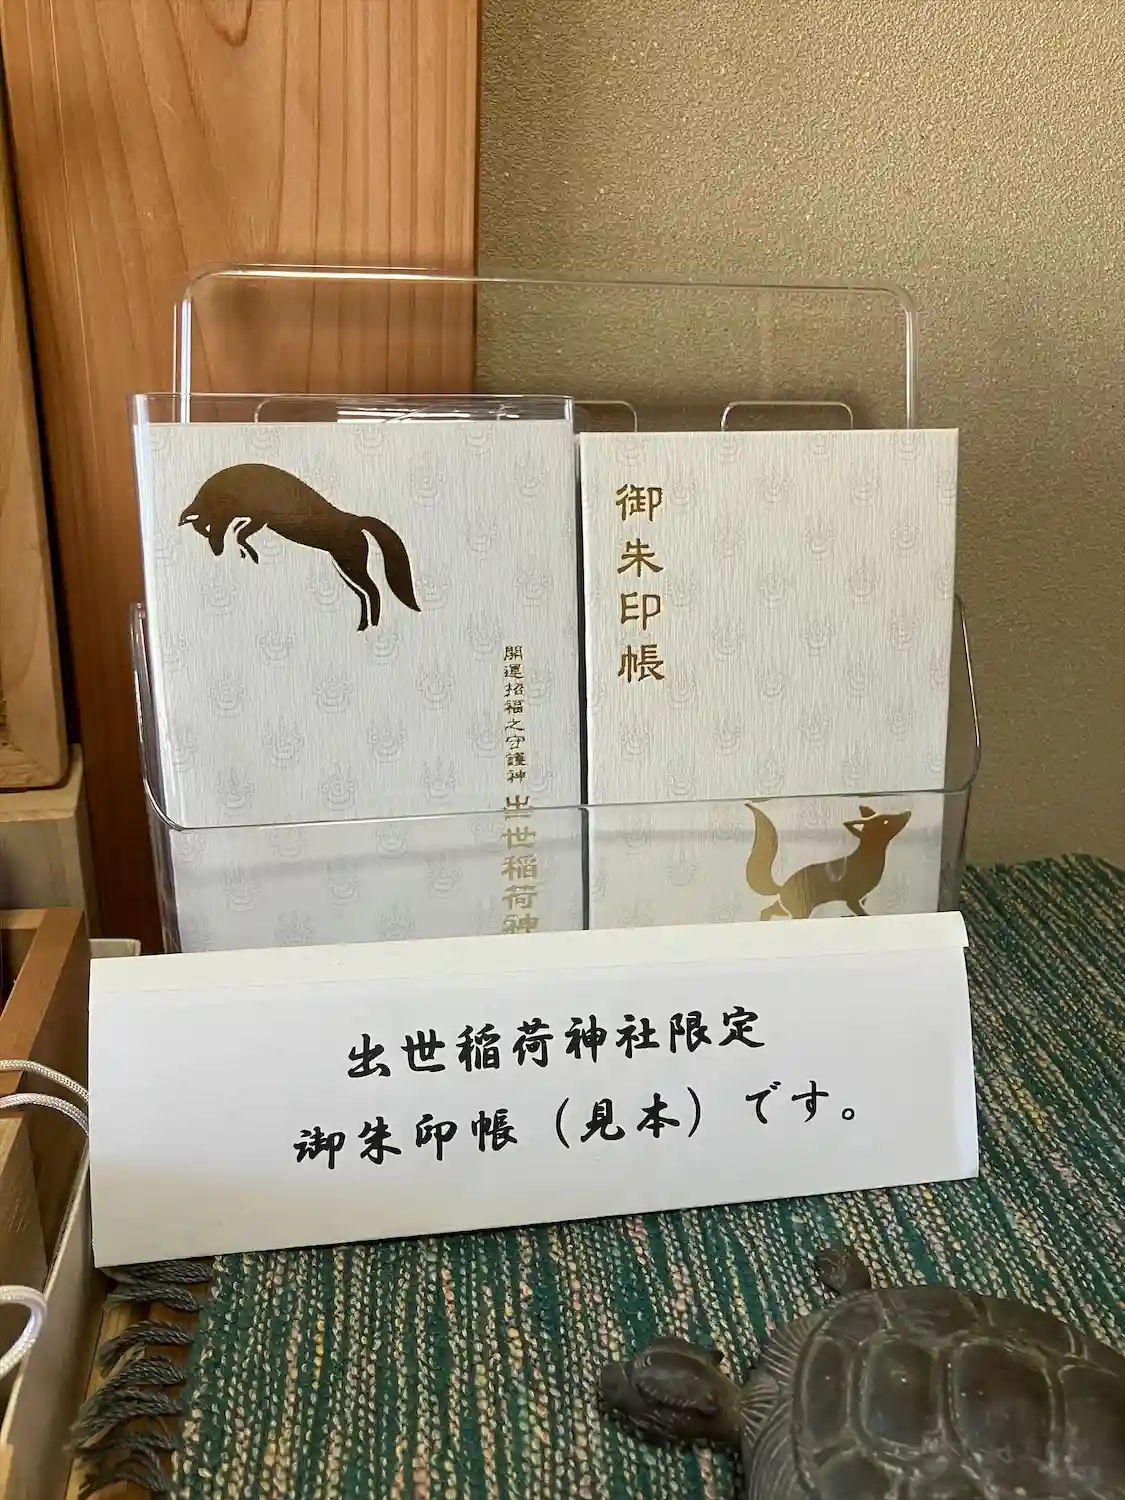 御朱印帳
開運招福之守護神
出世稲荷神
出世稲荷神社限定
御朱印帳（見本）です。